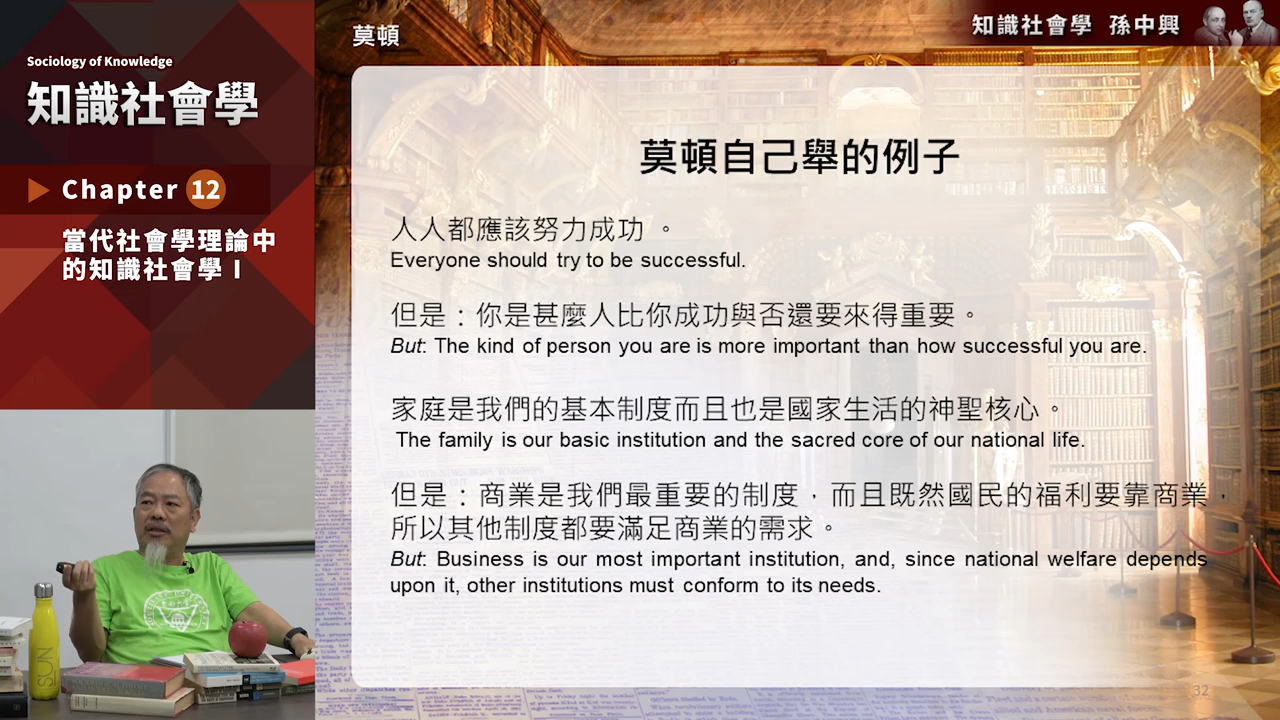 Sociology of Knowledge
知識社會學
Chapter 12
當代社會學理論中
的知識社會學 I
莫頓
知識社會學 孫中興
莫頓自己舉的例子
人人都應該努力成功 。
Everyone should try to be successful.
但是：你是甚麼人比你成功與否還要來得重要。
But: The kind of person you are is more important than how successful you are.
家庭是我們的基本制度而且也是國家生活的神聖核心。
The family is our basic institution and the sacred core of our national life.
但是：商業是我們最重要的制度，而且既然國民的福利要靠商業，
所以其他制度都要滿足商業的需求。
But: Business is our most important institution, and, since national welfare depends
upon it, other institutions must conform to its needs.
32
SUN